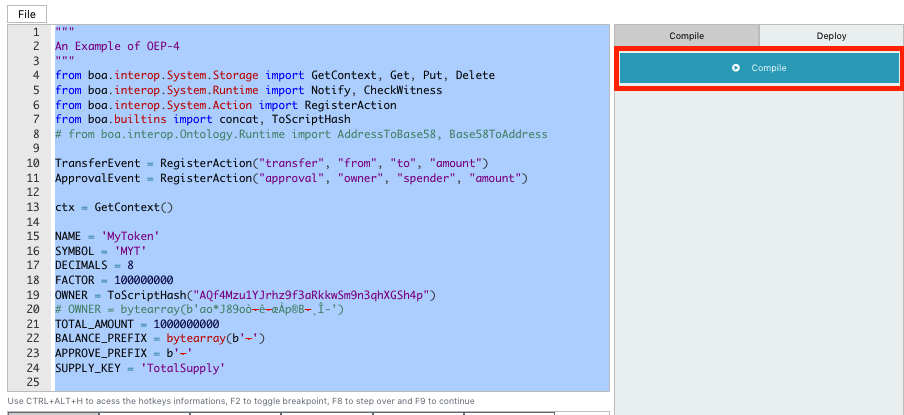 File
1 """
2 An Example of OEP-4
3 """
4 from boa.interop.System.Storage import GetContext, Get, Put, Delete
5 from boa.interop.System.Runtime import Notify, CheckWitness
6 from boa.interop.System.Action import RegisterAction
7 from boa.builtins import concat, ToScriptHash
8 # from boa.interop.Ontology.Runtime import AddressToBase58, Base58ToAddress
9
10 TransferEvent = RegisterAction("transfer", "from", "to", "amount")
11 ApprovalEvent = RegisterAction("approval", "owner", "spender", "amount")
12
13 ctx = GetContext()
14
15 NAME = 'MyToken'
16 SYMBOL = 'MYT'
17 DECIMALS = 8
18 FACTOR = 100000000
19 OWNER = ToScriptHash("AQf4Mzu1YJrhz9f3aRkkwSm9n3qhXGSh4p")
20 # OWNER = bytearray(b'
21 TOTAL_AMOUNT = 1000000000
22 BALANCE_PREFIX = bytearray(b' ')
23 APPROVE_PREFIX = b' '
24 SUPPLY_KEY = 'TotalSupply'
25
Use CTRL+ALT+H to acess the hotkeys informations, F2 to toggle breakpoint, F8 to step over and F9 to continue
Compile Deploy
Compile